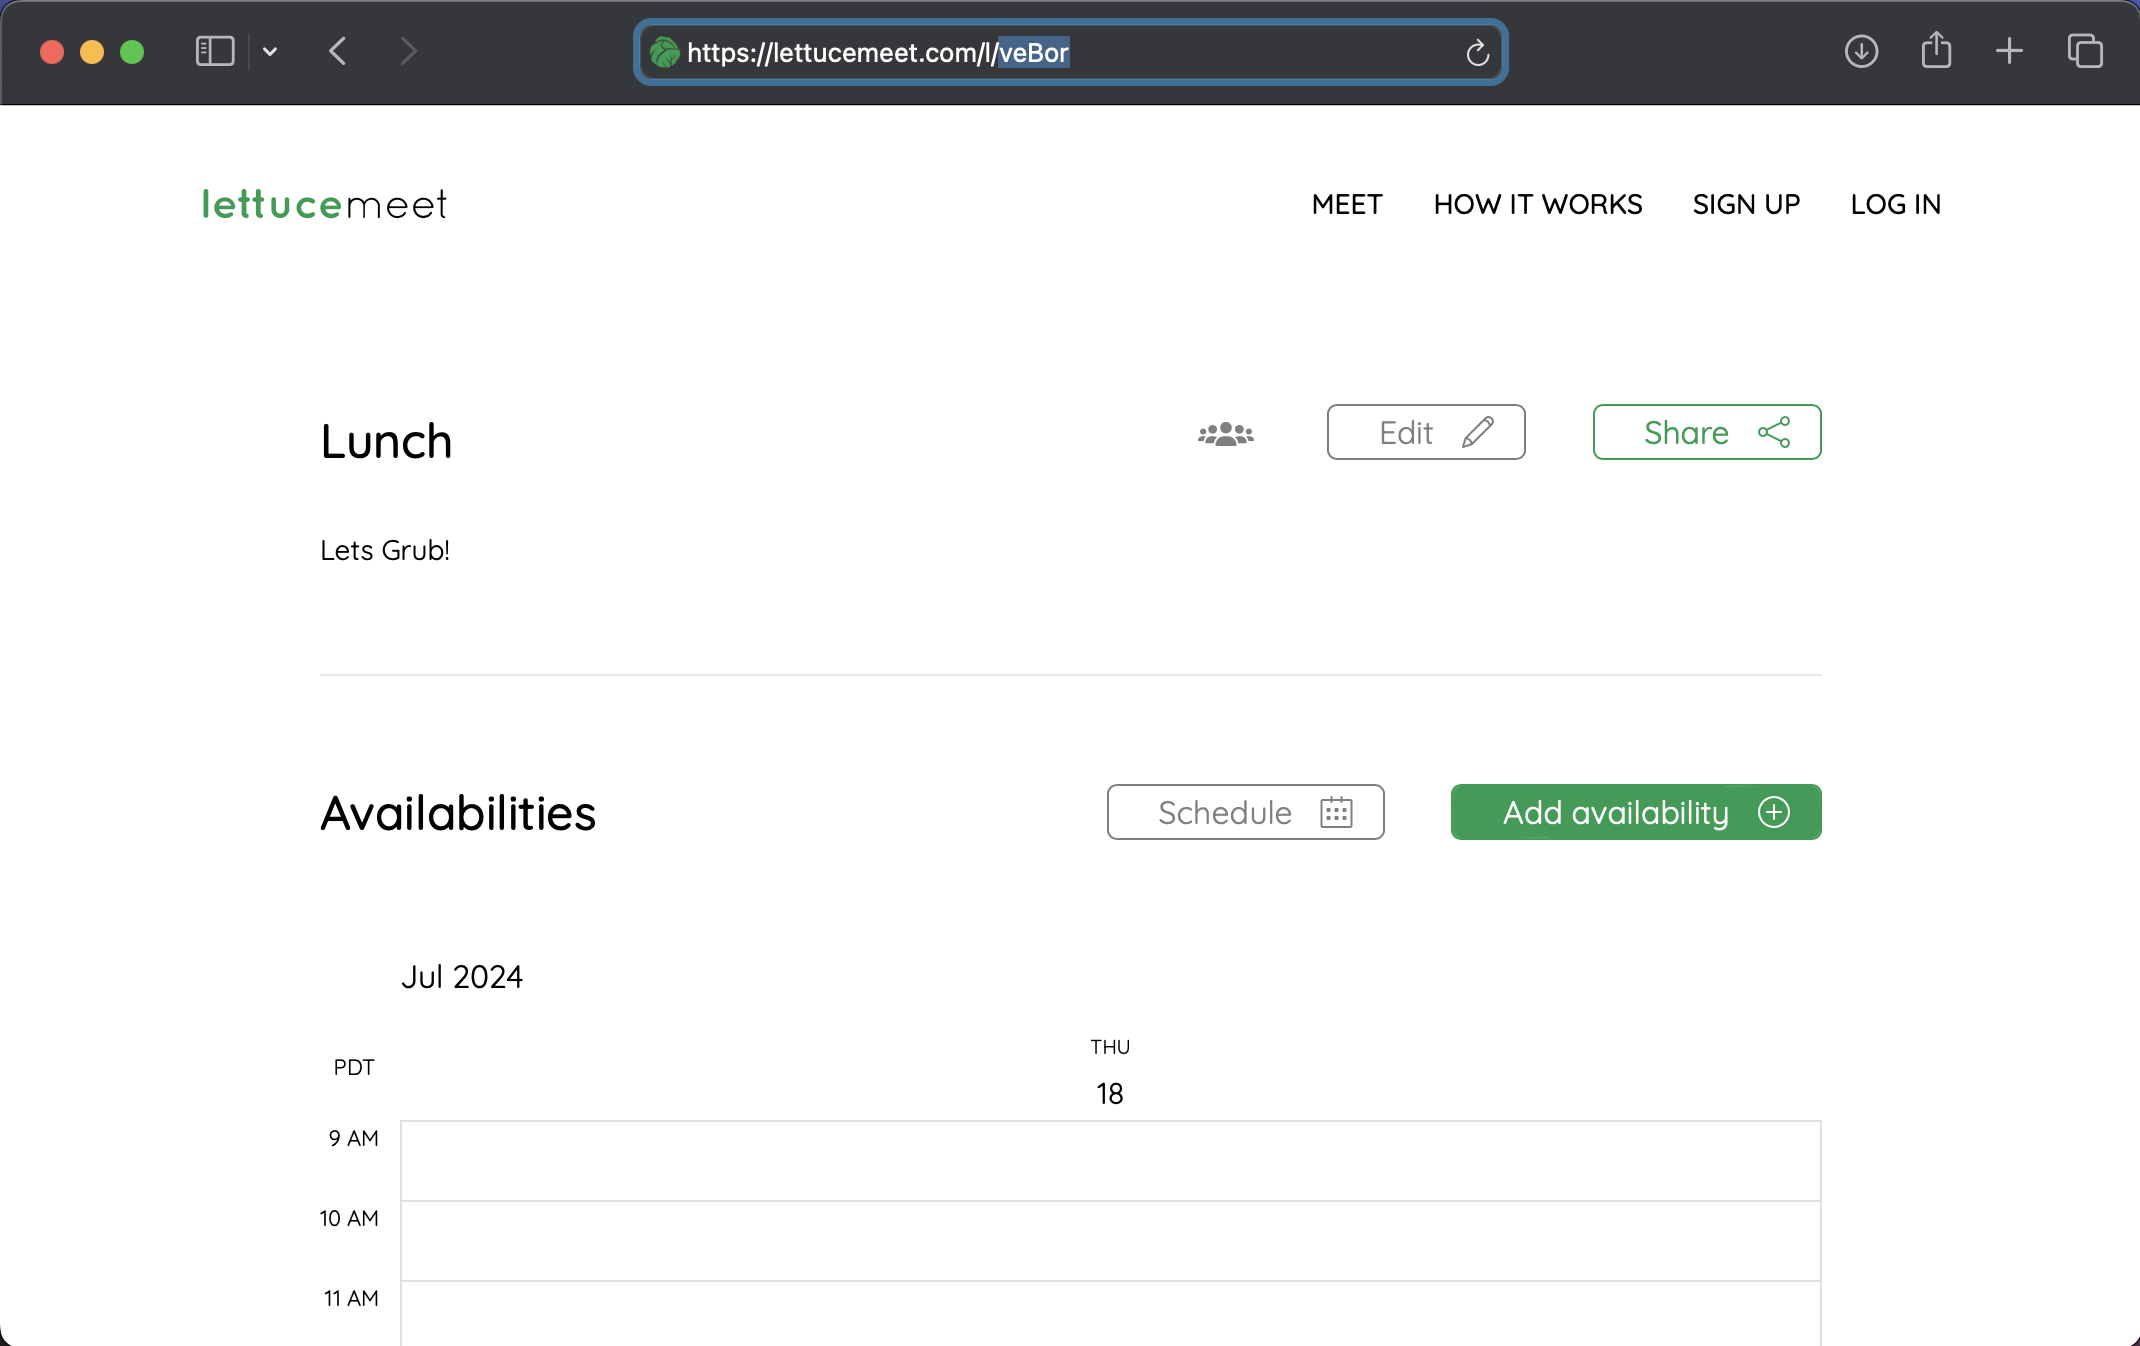 https://lettucemeet.com/l/veBor
lettucemeet
MEET
HOW IT WORKS
SIGN UP
LOG IN
Lunch
Edit
Share
Lets Grub!
Availabilities
Schedule
Add availability
Jul 2024
PDT
THU
18
9 AM
10 AM
11 AM